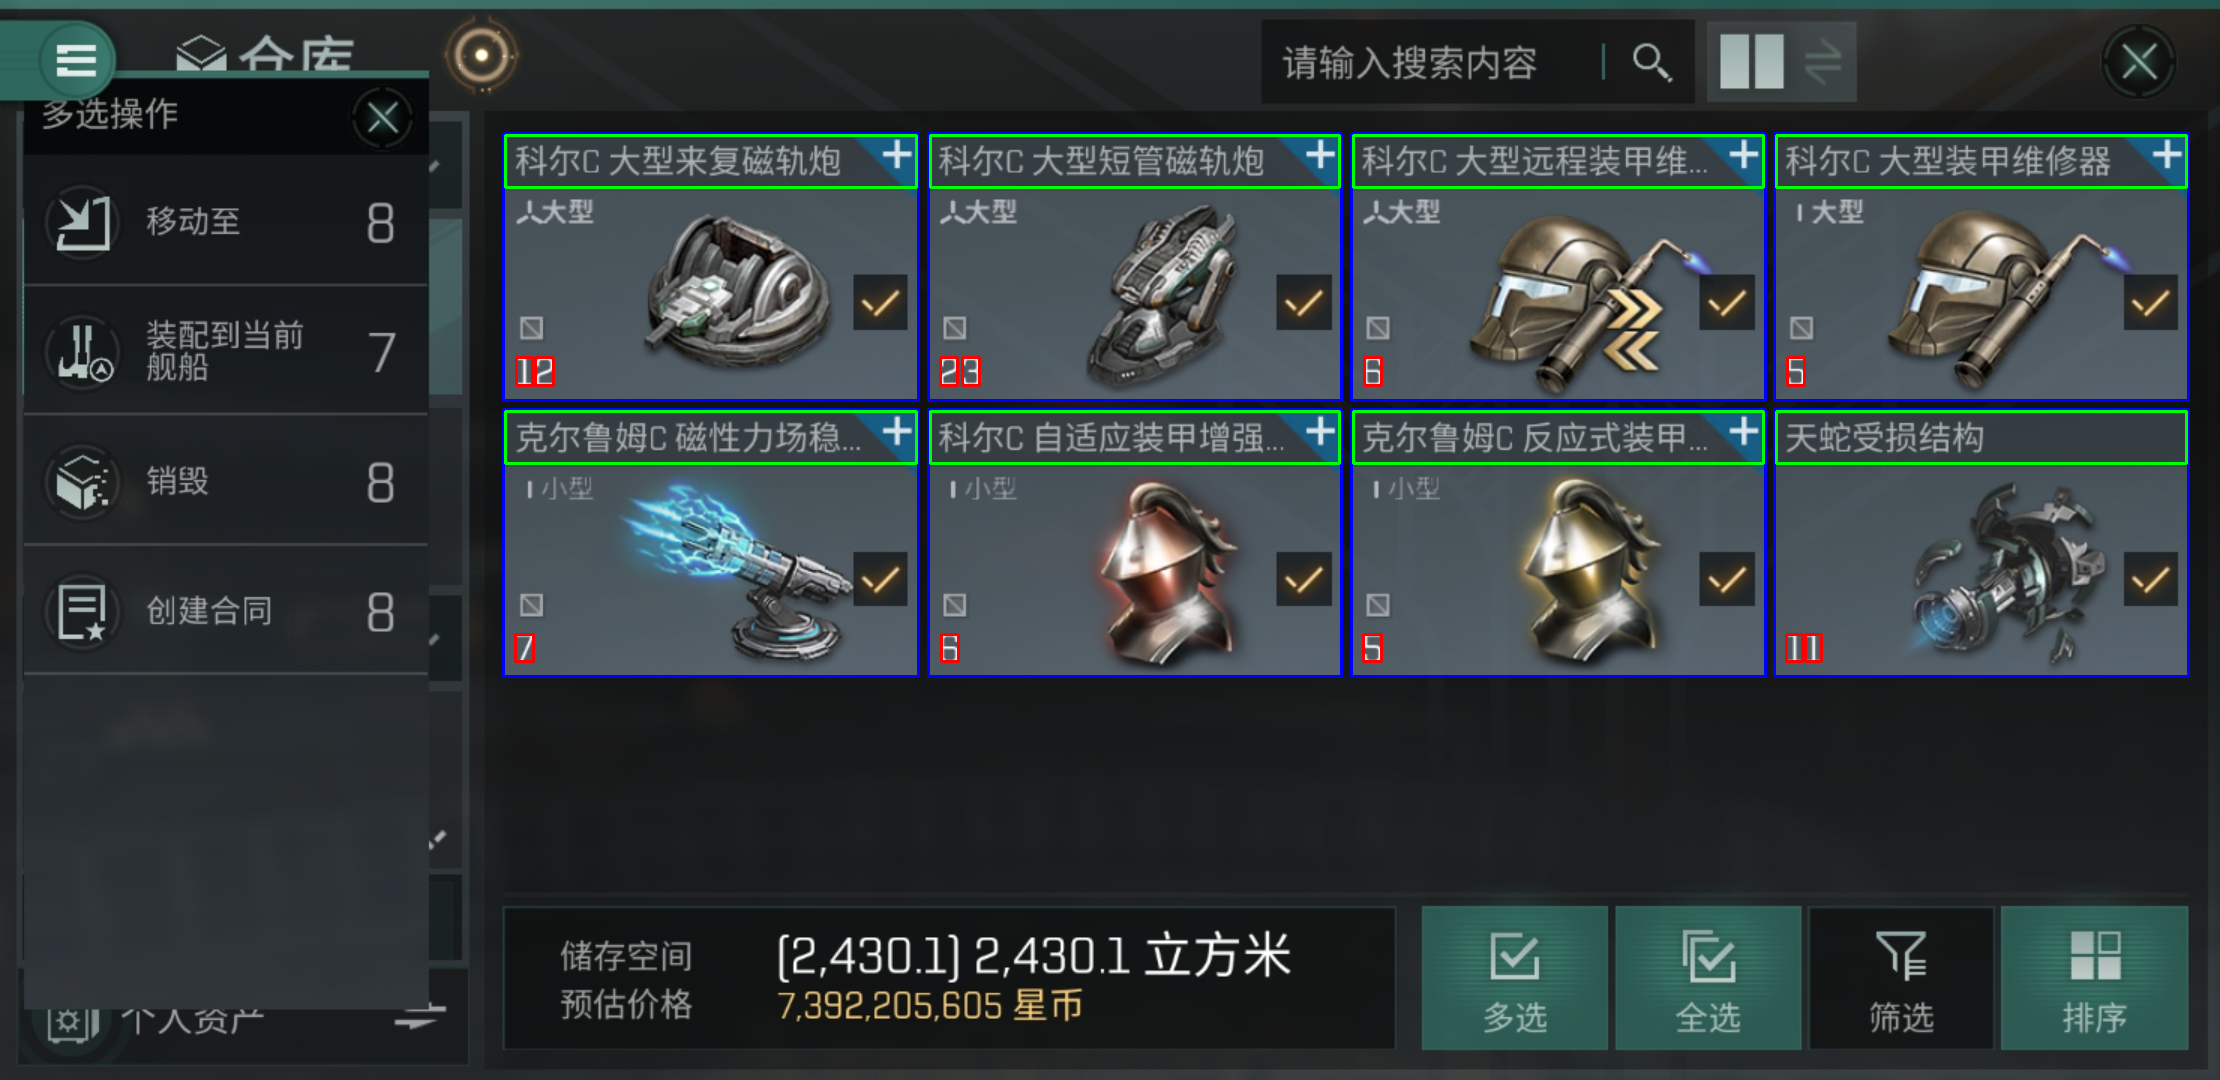 仓库
请输入搜索内容
多选操作
移动至 8
装配到当前
舰船 7
销毁 8
创建合同 8
个人资产
科尔C 大型来复磁轨炮
大型
12
科尔C 大型短管磁轨炮
大型
23
科尔C 大型远程装甲维...
大型
6
科尔C 大型装甲维修器
大型
5
克尔鲁姆C 磁性力场稳...
小型
7
科尔C 自适应装甲增强...
小型
克尔鲁姆C 反应式装甲...
小型
5
天蛇受损结构
11
储存空间 (2,430.1) 2,430.1 立方米
预估价格 7,392,205,605 星币
多选
全选
筛选
排序